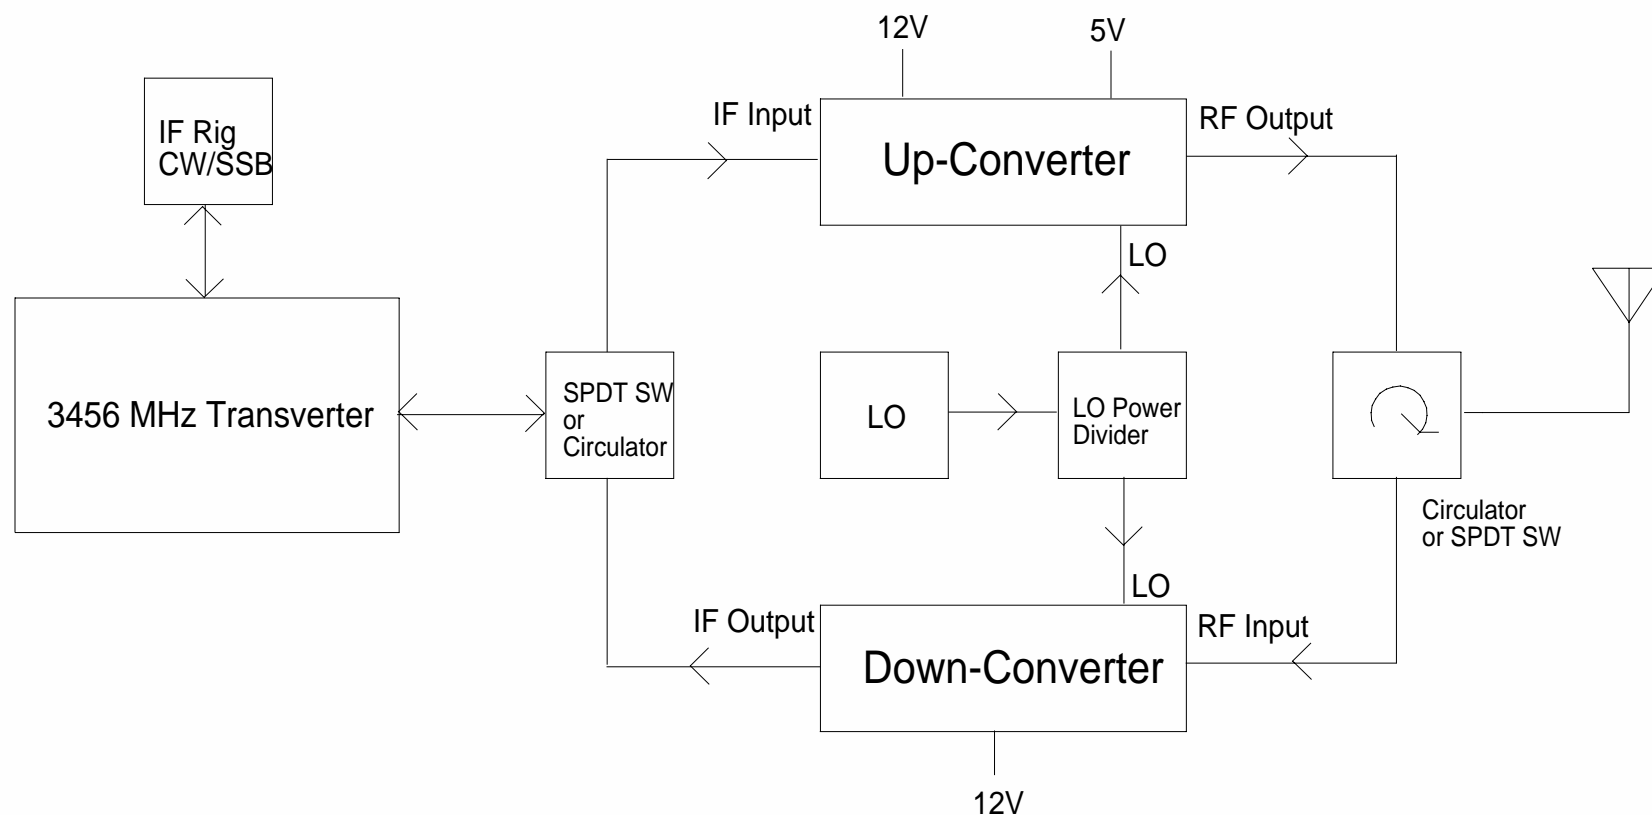 12V
5V
IF Rig
CW/SSB
IF Input
RF Output
Up-Converter
LO
3456 MHz Transverter
SPDT SW
or
Circulator
LO
LO Power
Divider
Circulator
or SPDT SW
LO
IF Output
RF Input
Down-Converter
12V